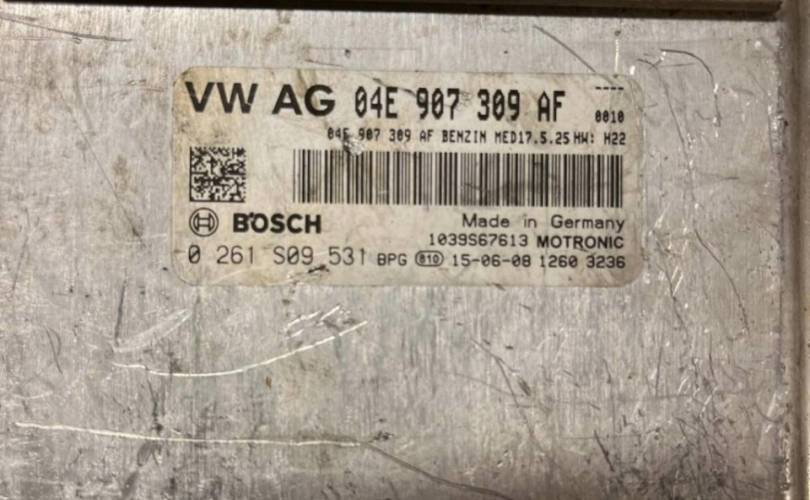 ----
VW AG 04E 907 309 AF 0010
04E 907 309 AF BENZIN MED17.5.25 HW: H22
BOSCH
Made in Germany
1039S67613 MOTRONIC
0 261 S09 531 BPG 810 15-06-08 1260 3236